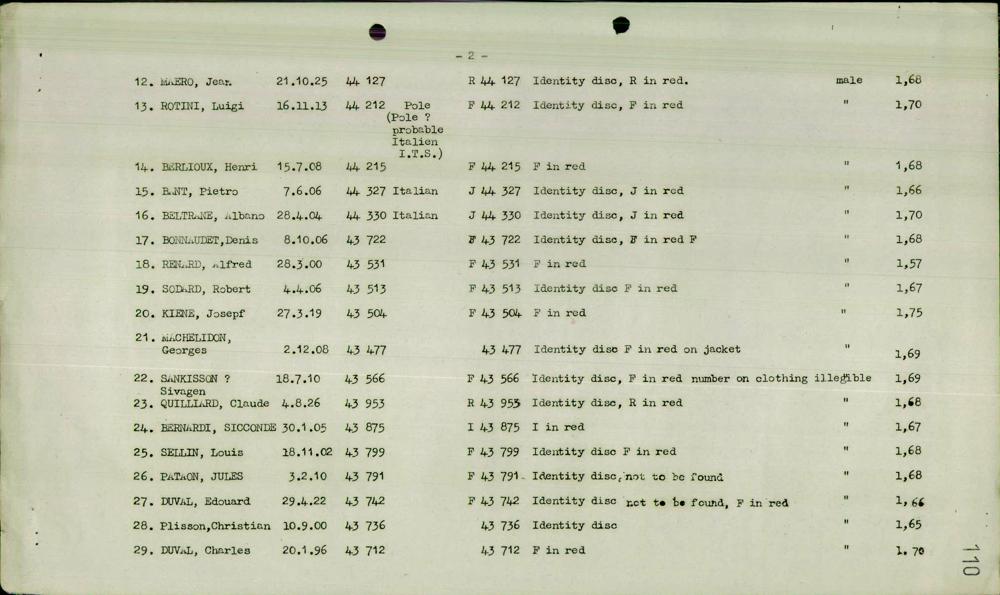 - 2 -
12. MAERO, Jean 21.10.25 44 127 R 44 127 Identity disc, R in red. male 1,68
13. ROTINI, Luigi 16.11.13 44 212 Pole F 44 212 Identity disc, F in red " 1,70
(Pole ?
probable
Italien
I.T.S.)
14. BERLIOUX, Henri 15.7.08 44 215 F 44 215 F in red " 1,68
15. BANT, Pietro 7.6.06 44 327 Italian J 44 327 Identity disc, J in red " 1,66
16. BELTRAME, Albano 28.4.04 44 330 Italian J 44 330 Identity disc, J in red " 1,70
17. BONNAUDET,Denis 8.10.06 43 722 F 43 722 Identity disc, F in red F " 1,68
18. RENARD, Alfred 28.3.00 43 531 F 43 531 F in red " 1,57
19. SODARD, Robert 4.4.06 43 513 F 43 513 Identity disc F in red " 1,67
20. KIENE, Josepf 27.3.19 43 504 F 43 504 F in red " 1,75
21. MACHELIDON,
Georges 2.12.08 43 477 43 477 Identity disc F in red on jacket " 1,69
22. SANKISSON ? 18.7.10 43 566 F 43 566 Identity disc, F in red number on clothing illegible 1,69
Sivagen
23. QUILLIARD, Claude 4.8.26 43 953 R 43 953 Identity disc, R in red " 1,68
24. BERNARDI, SICCONDE 30.1.05 43 875 I 43 875 I in red " 1,67
25. SELLIN, Louis 18.11.02 43 799 F 43 799 Identity disc F in red " 1,68
26. PATAON, JULES 3.2.10 43 791 F 43 791 Identity disc, not to be found " 1,68
27. DUVAL, Edouard 29.4.22 43 742 F 43 742 Identity disc not to be found, F in red " 1,66
28. Plisson,Christian 10.9.00 43 736 43 736 Identity disc " 1,65
29. DUVAL, Charles 20.1.96 43 712 43 712 F in red " 1.70
110